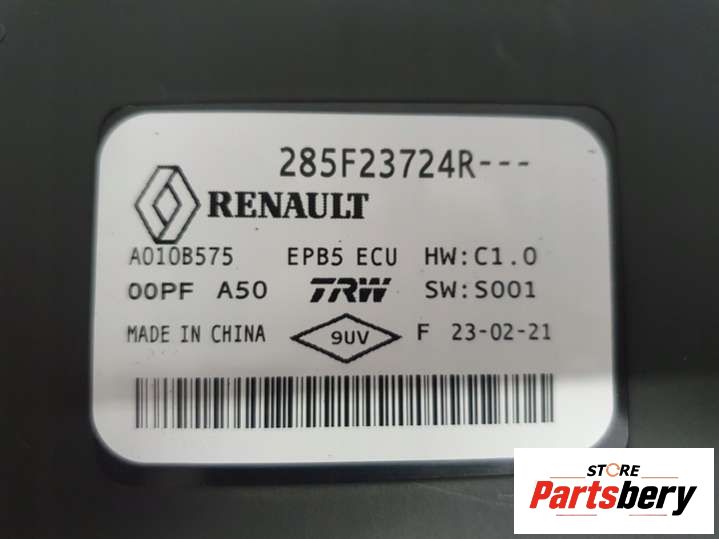 285F23724R---
RENAULT
A010B575 EPB5 ECU HW:C1.0
00PF A50 TRW SW:S001
MADE IN CHINA 9UV F 23-02-21
STORE
Partsbery